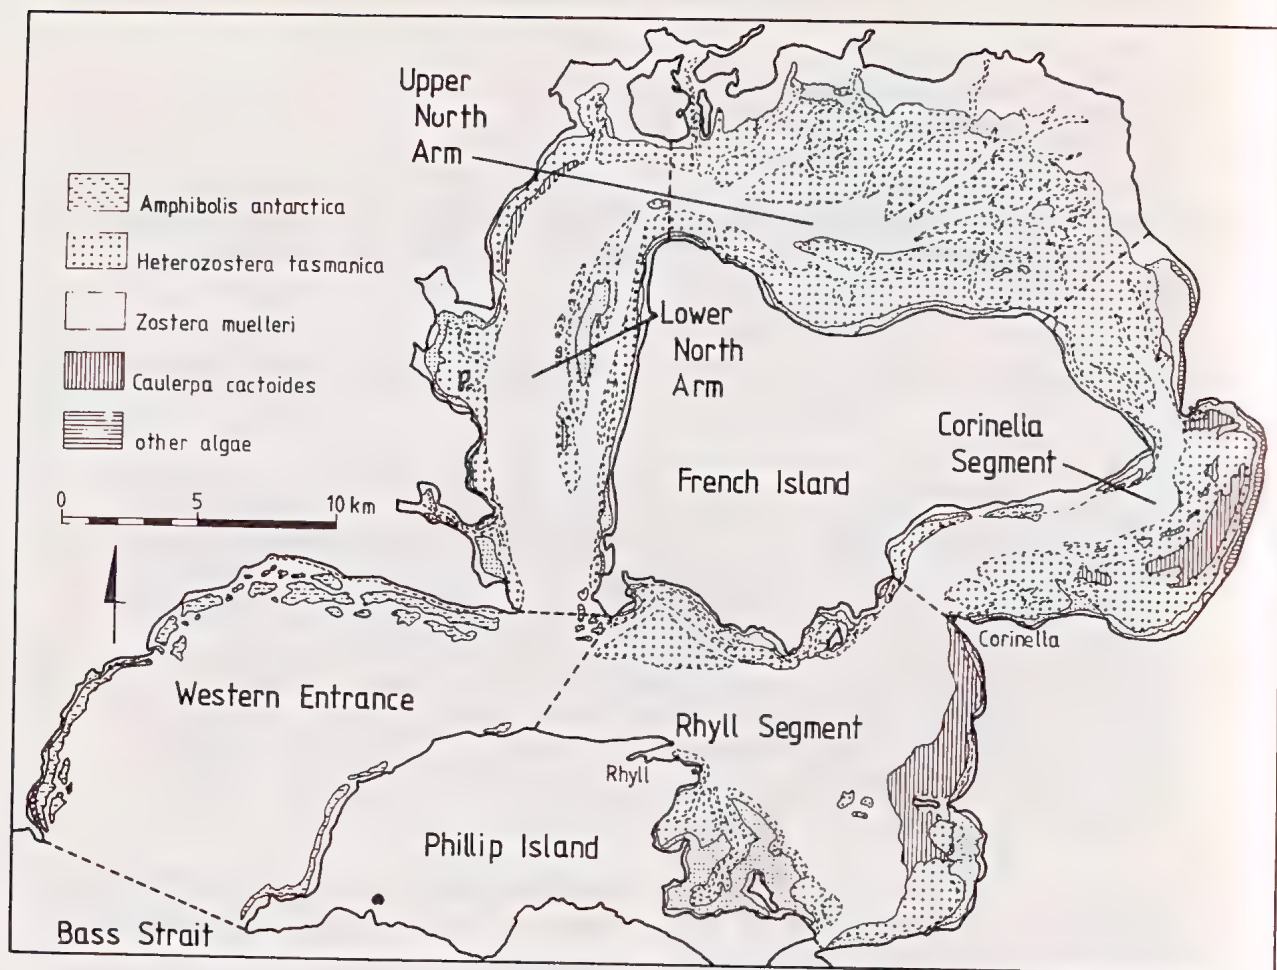 Upper
North
Arm
Amphibolis antarctica
Heterozostera tasmanica
Zostera muelleri
Caulerpa cactoides
other algae
0 5 10 km
P
Lower
North
Arm
Corinella
Segment
French Island
Corinella
Western Entrance
Rhyll Segment
Rhyll
Phillip Island
Bass Strait